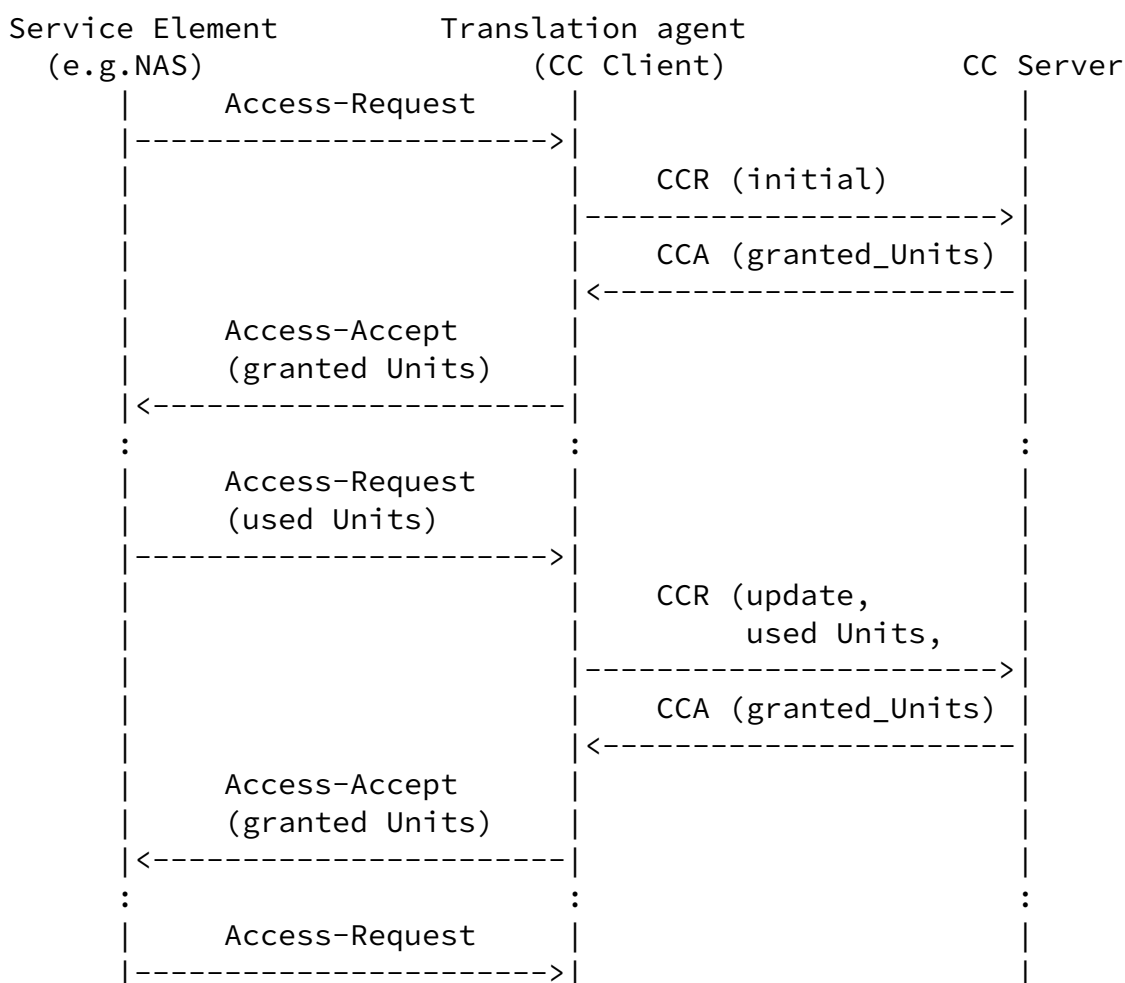 Service Element         Translation agent
  (e.g.NAS)                  (CC Client)             CC Server
      |     Access-Request     |                        |
      |----------------------->|                        |
      |                        |    CCR (initial)       |
      |                        |----------------------->|
      |                        |    CCA (granted_Units) |
      |                        |<-----------------------|
      |     Access-Accept      |                        |
      |     (granted Units)    |                        |
      |<-----------------------|                        |
      :                        :                        :
      |     Access-Request     |                        |
      |     (used Units)       |                        |
      |----------------------->|                        |
      |                        |    CCR (update,        |
      |                        |         used Units,    |
      |                        |----------------------->|
      |                        |    CCA (granted_Units) |
      |                        |<-----------------------|
      |     Access-Accept      |                        |
      |     (granted Units)    |                        |
      |<-----------------------|                        |
      :                        :                        :
      |     Access-Request     |                        |
      |----------------------->|                        |